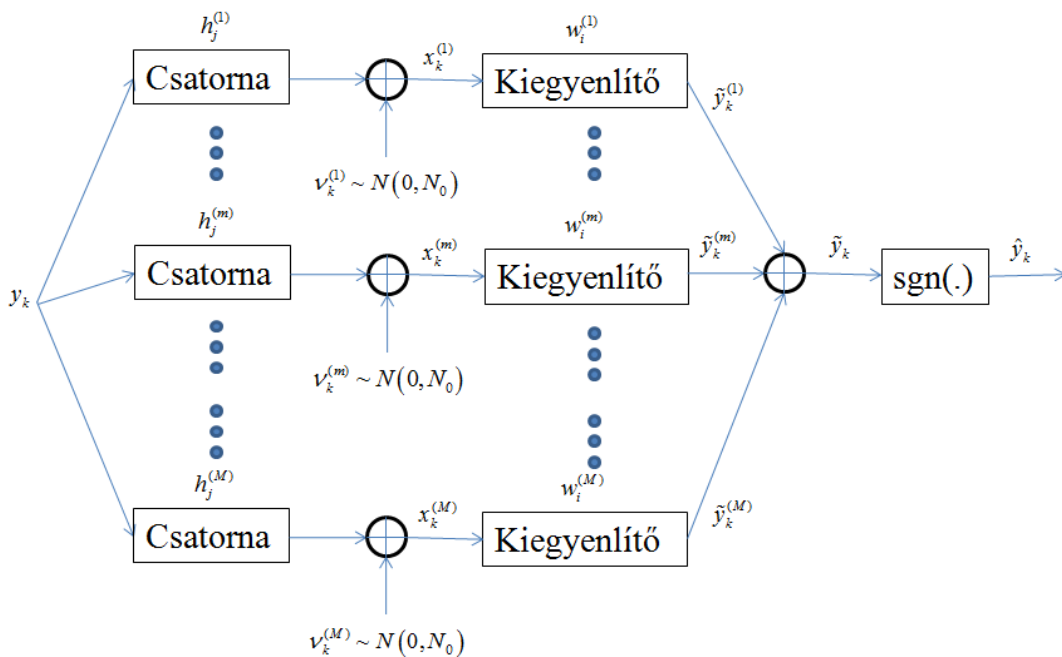 h_j^{(1)}
w_i^{(1)}
Csatorna
x_k^{(1)}
Kiegyenlítő
ỹ_k^{(1)}
ν_k^{(1)} ~ N(0, N_0)
h_j^{(m)}
w_i^{(m)}
Csatorna
x_k^{(m)}
Kiegyenlítő
ỹ_k^{(m)}
ỹ_k
sgn(.)
ŷ_k
y_k
ν_k^{(m)} ~ N(0, N_0)
h_j^{(M)}
w_i^{(M)}
Csatorna
x_k^{(M)}
Kiegyenlítő
ỹ_k^{(M)}
ν_k^{(M)} ~ N(0, N_0)